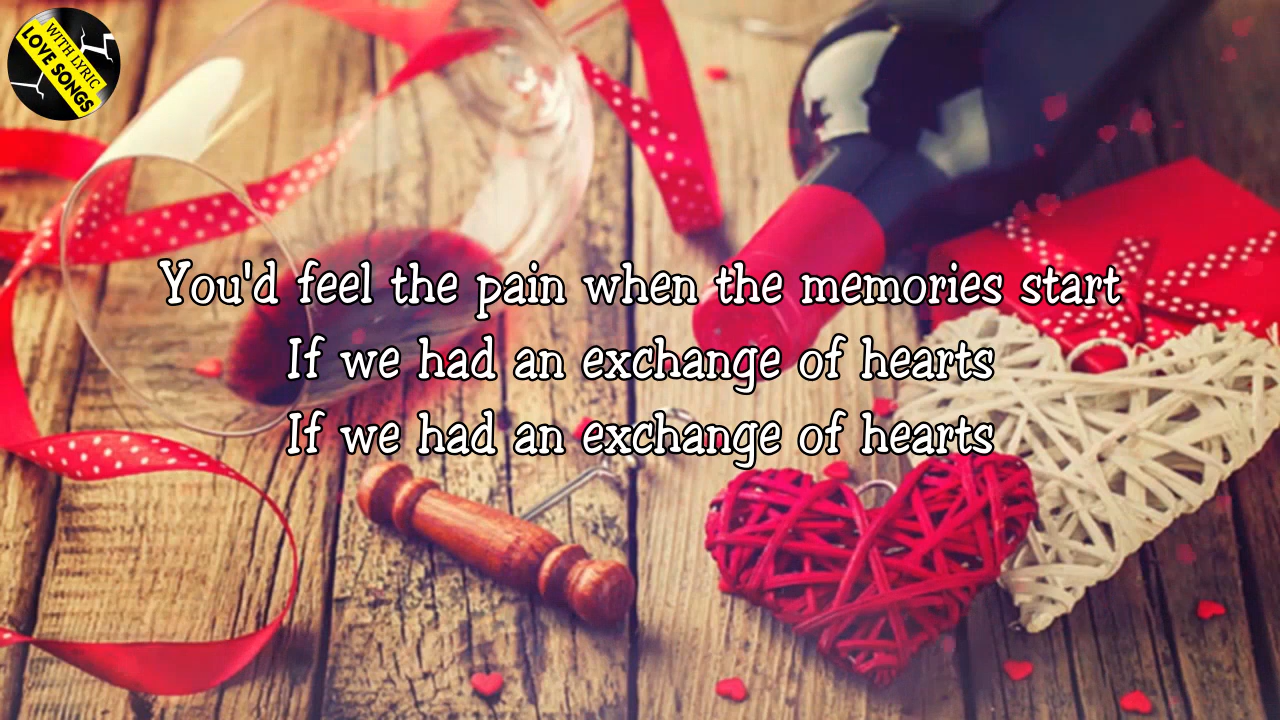 WITH LYRIC
LOVE SONGS
You'd feel the pain when the memories start
If we had an exchange of hearts
If we had an exchange of hearts